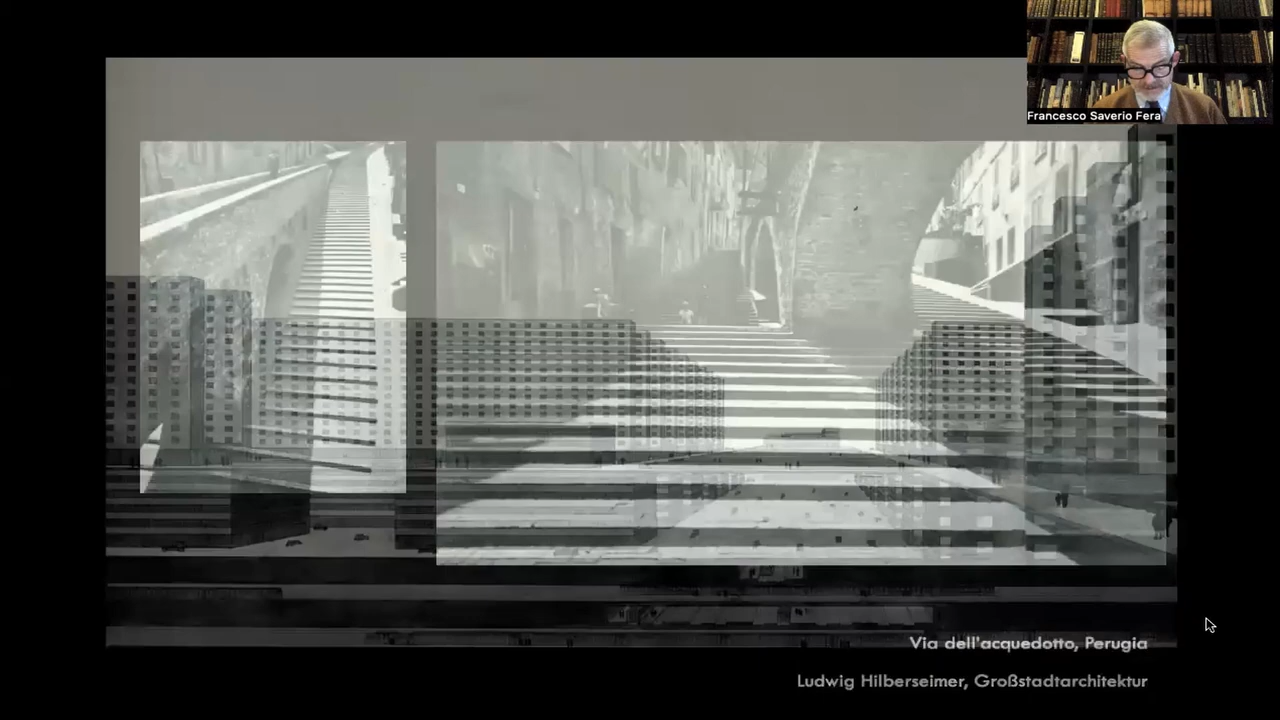 Francesco Saverio Fera
Via dell'acquedotto, Perugia
Ludwig Hilberseimer, Großstadtarchitektur